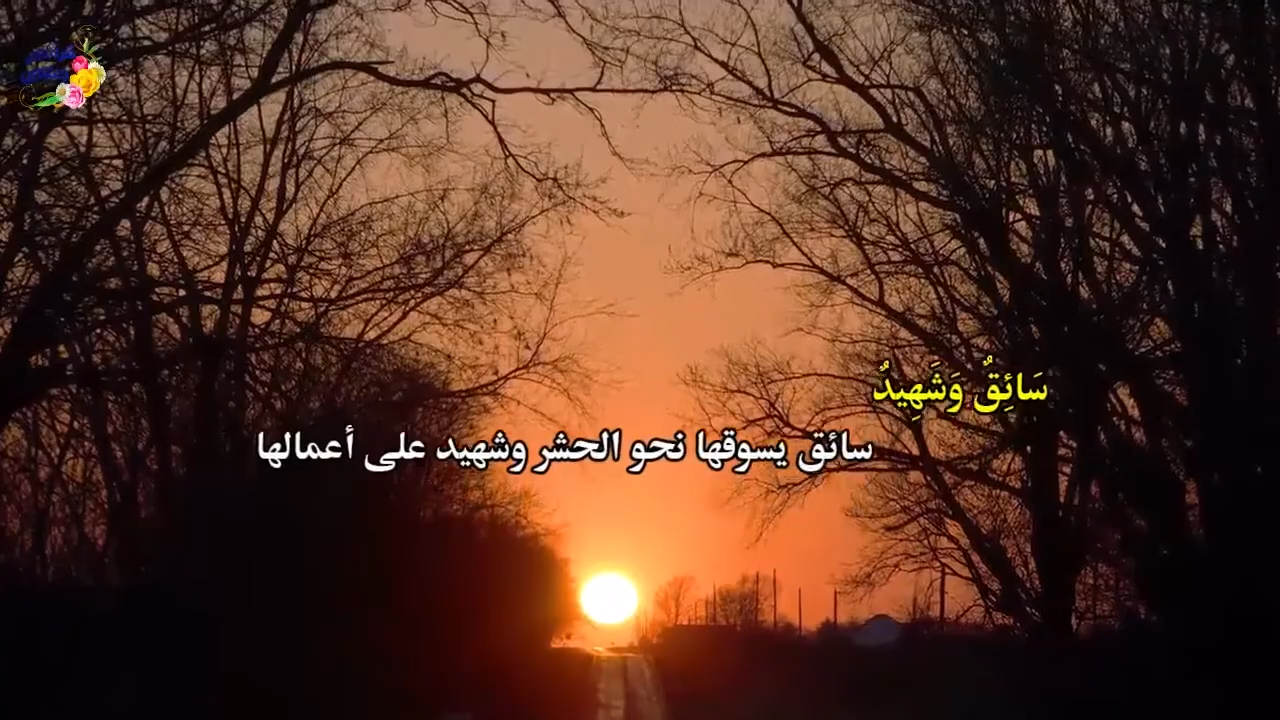 سَائِقٌ وَشَهِيدٌ
سائق يسوقها نحو الحشر وشهيد على أعمالها